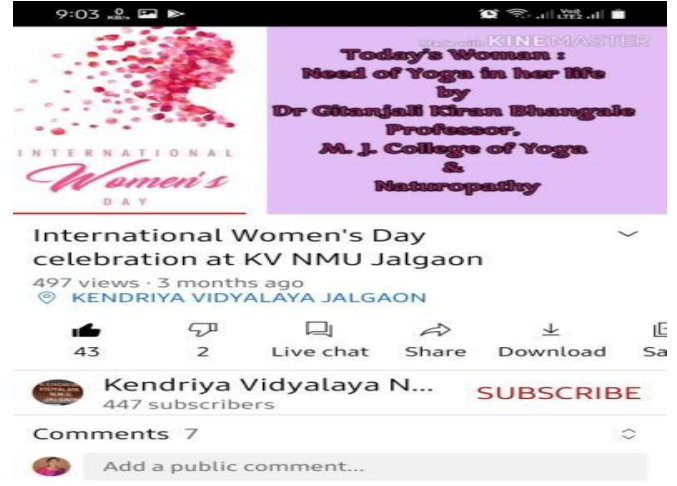 9:03 KB/s
Vo)) LTE2
Made with KINEMASTER
INTERNATIONAL
Women's
DAY
Today's Woman :
Need of Yoga in her life
by
Dr Gitanjali Kiran Bhangale
Professor,
M. J. College of Yoga
&
Naturopathy
International Women's Day
celebration at KV NMU Jalgaon
497 views · 3 months ago
KENDRIYA VIDYALAYA JALGAON
43 2 Live chat Share Download Sa
Kendriya Vidyalaya N... SUBSCRIBE
447 subscribers
Comments 7
Add a public comment...